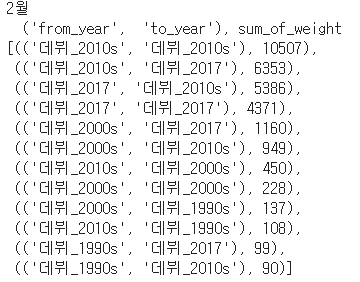 2월
('from_year', 'to_year'), sum_of_weight
[(('데뷔_2010s', '데뷔_2010s'), 10507),
(('데뷔_2010s', '데뷔_2017'), 6353),
(('데뷔_2017', '데뷔_2010s'), 5386),
(('데뷔_2017', '데뷔_2017'), 4371),
(('데뷔_2000s', '데뷔_2017'), 1160),
(('데뷔_2010s', '데뷔_2000s'), 949),
(('데뷔_2000s', '데뷔_2010s'), 450),
(('데뷔_2000s', '데뷔_2000s'), 228),
(('데뷔_2000s', '데뷔_1990s'), 137),
(('데뷔_2010s', '데뷔_1990s'), 108),
(('데뷔_1990s', '데뷔_2017'), 99),
(('데뷔_1990s', '데뷔_2010s'), 90)]